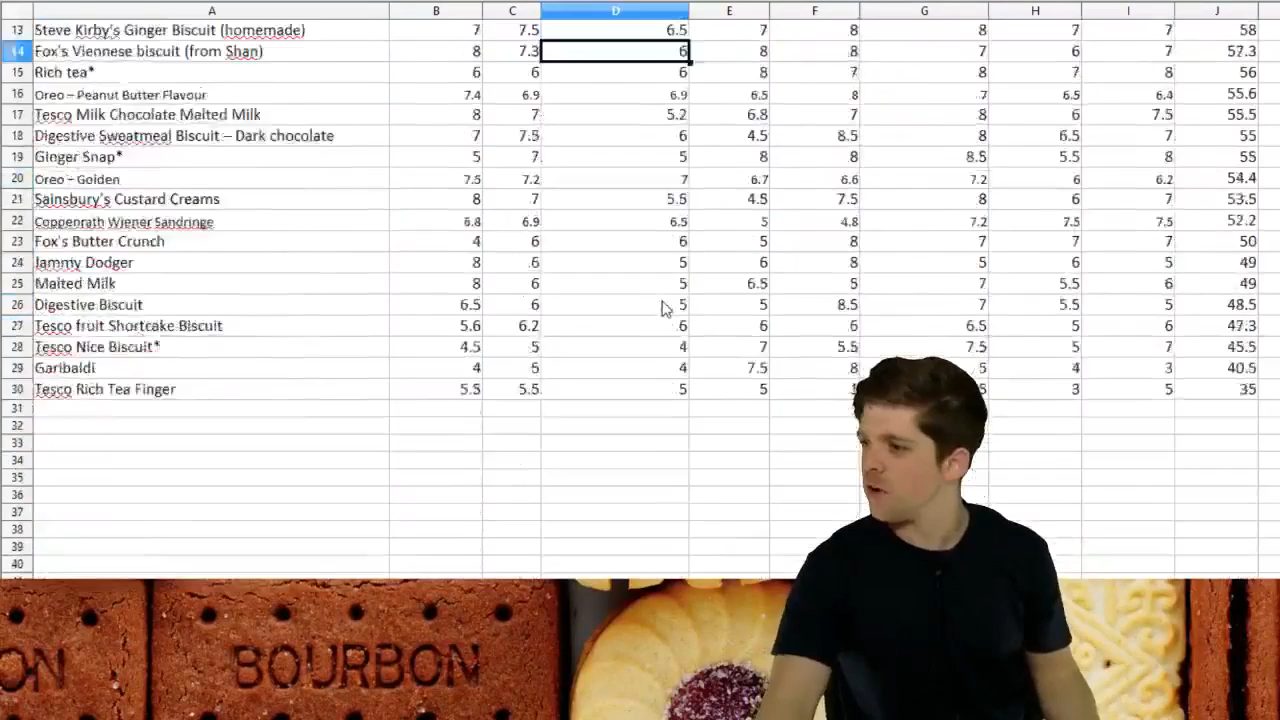 A B C D E F G H I J
13 Steve Kirby's Ginger Biscuit (homemade) 7 7.5 6.5 7 8 8 7 7 58
14 Fox's Viennese biscuit (from Shan) 8 7.3 6 8 8 7 6 7 57.3
15 Rich tea* 6 6 6 8 7 8 7 8 56
16 Oreo – Peanut Butter Flavour 7.4 6.9 6.9 6.5 8 7 6.5 6.4 55.6
17 Tesco Milk Chocolate Malted Milk 8 7 5.2 6.8 7 8 6 7.5 55.5
18 Digestive Sweatmeal Biscuit – Dark chocolate 7 7.5 6 4.5 8.5 8 6.5 7 55
19 Ginger Snap* 5 7 5 8 8 8.5 5.5 8 55
20 Oreo – Golden 7.5 7.2 7 6.7 6.6 7.2 6 6.2 54.4
21 Sainsbury's Custard Creams 8 7 5.5 4.5 7.5 8 6 7 53.5
22 Coppenrath Wiener Sandringe 6.8 6.9 6.5 5 4.8 7.2 7.5 7.5 52.2
23 Fox's Butter Crunch 4 6 6 5 8 7 7 7 50
24 Jammy Dodger 8 6 5 6 8 5 6 5 49
25 Malted Milk 8 6 5 6.5 5 7 5.5 6 49
26 Digestive Biscuit 6.5 6 5 5 8.5 7 5.5 5 48.5
27 Tesco fruit Shortcake Biscuit 5.6 6.2 6 6 6 6.5 5 6 47.3
28 Tesco Nice Biscuit* 4.5 5 4 7 5.5 7.5 5 7 45.5
29 Garibaldi 4 5 4 7.5 8 5 4 3 40.5
30 Tesco Rich Tea Finger 5.5 5.5 5 5 3 5 35
31
32
33
34
35
36
37
38
39
40
ON BOURBON